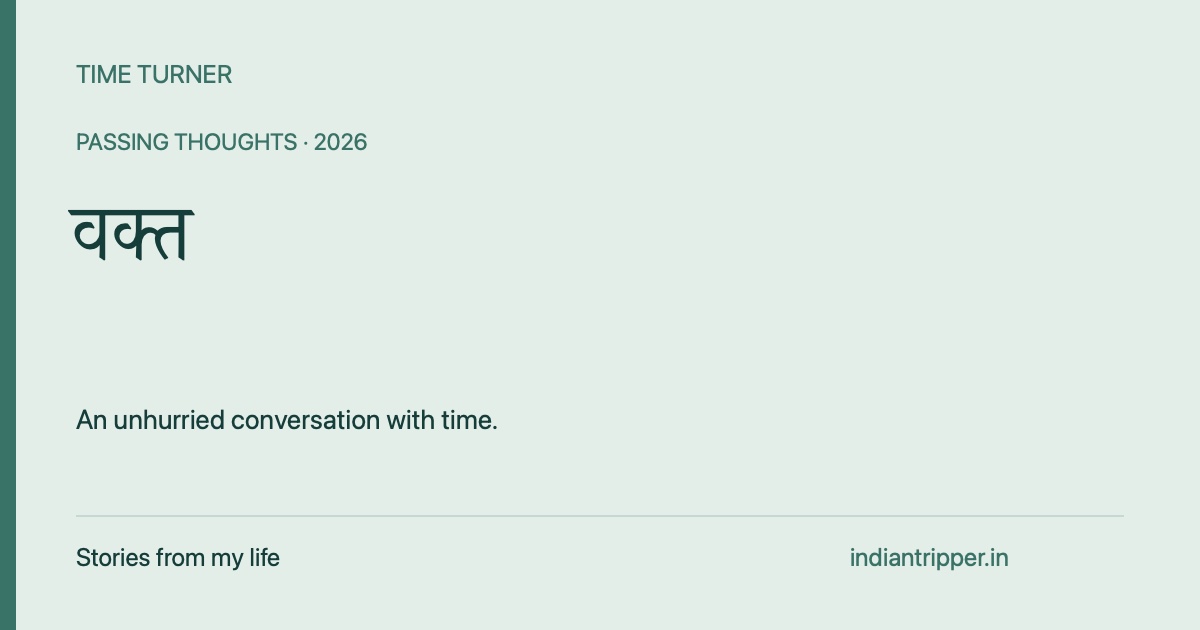 TIME TURNER
PASSING THOUGHTS · 2026
वक्त
An unhurried conversation with time.
Stories from my life
indiantripper.in